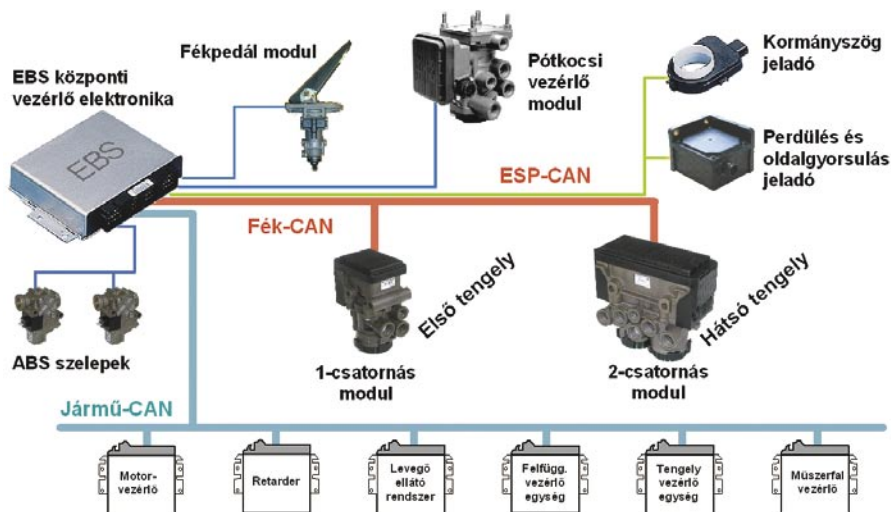 Fékpedál modul
EBS központi
vezérlő elektronika
EBS
Pótkocsi
vezérlő
modul
Kormányszög
jeladó
Perdülés és
oldalgyorsulás
jeladó
ESP-CAN
Fék-CAN
Első tengely
Hátsó tengely
ABS szelepek
1-csatornás
modul
2-csatornás
modul
Jármű-CAN
Motor-
vezérlő
Retarder
Levegő
ellátó
rendszer
Felfügg.
vezérlő
egység
Tengely
vezérlő
egység
Műszerfal
vezérlő